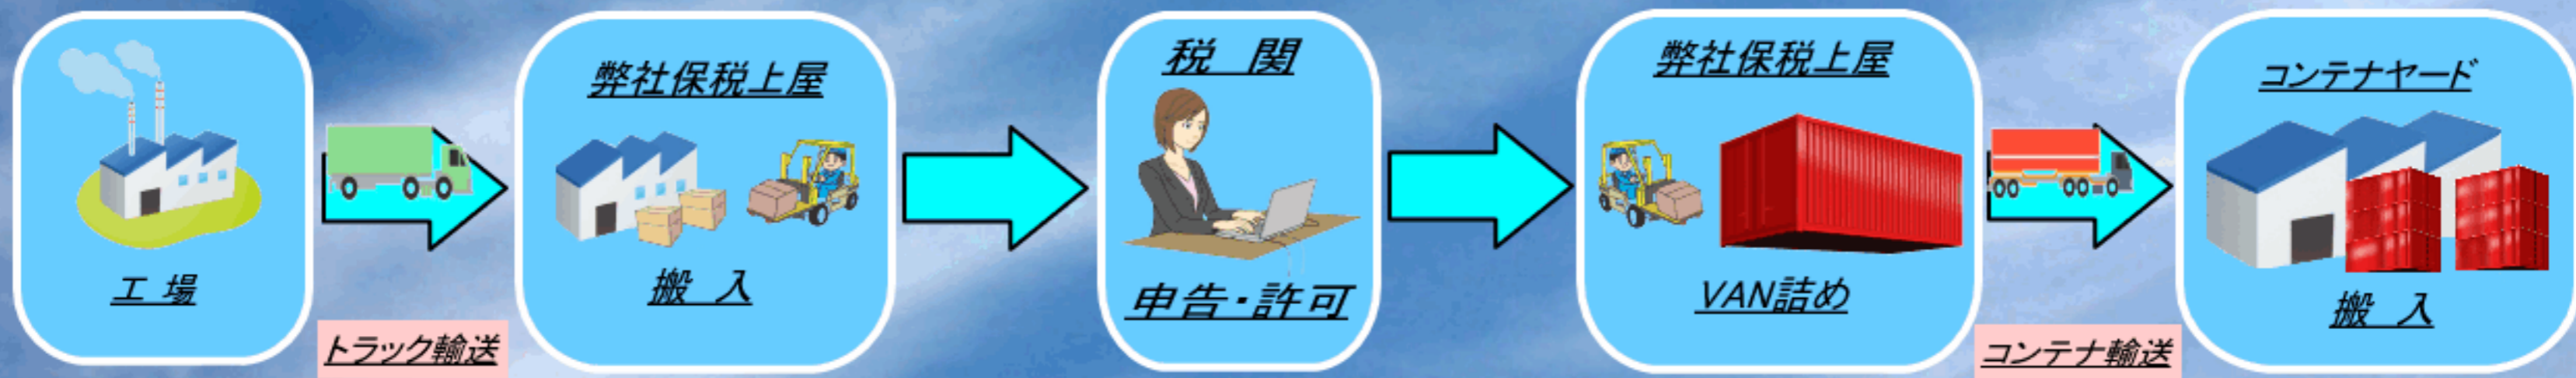 工 場
トラック輸送
弊社保税上屋
搬 入
税 関
申告・許可
弊社保税上屋
VAN詰め
コンテナ輸送
コンテナヤード
搬 入